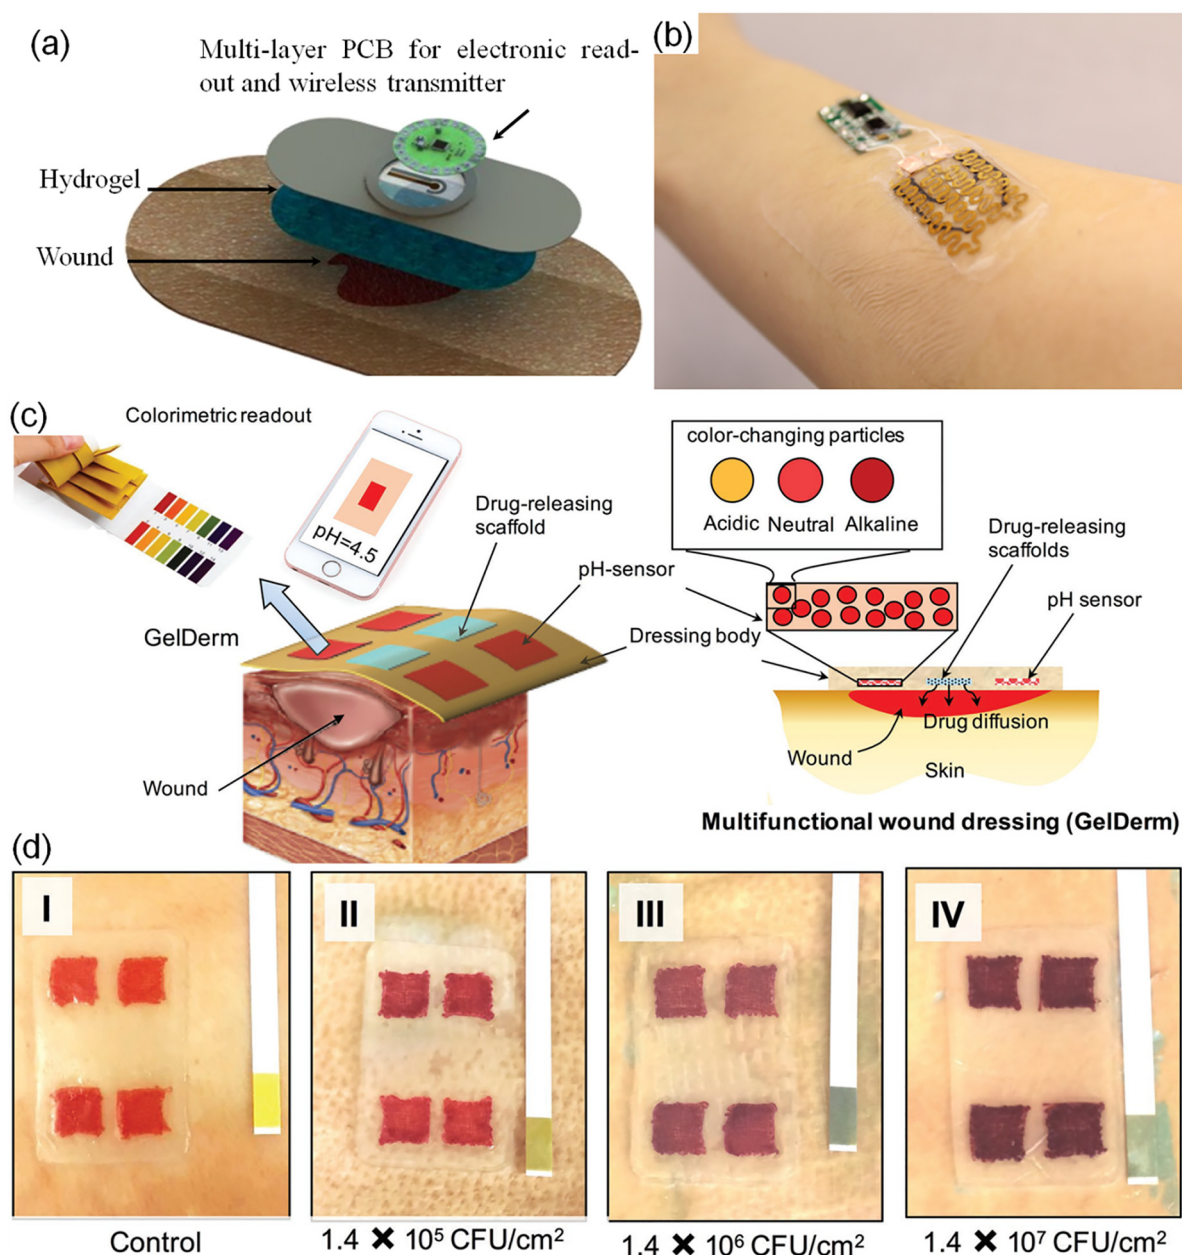 (a)
Multi-layer PCB for electronic read-
out and wireless transmitter
Hydrogel
Wound
(b)
(c)
Colorimetric readout
pH=4.5
Drug-releasing
scaffold
pH-sensor
Dressing body
GelDerm
Wound
color-changing particles
Acidic Neutral Alkaline
Drug-releasing
scaffolds
pH sensor
Drug diffusion
Wound
Skin
Multifunctional wound dressing (GelDerm)
(d)
I
II
III
IV
Control
1.4 ✖ 10⁵ CFU/cm²
1.4 ✖ 10⁶ CFU/cm²
1.4 ✖ 10⁷ CFU/cm²